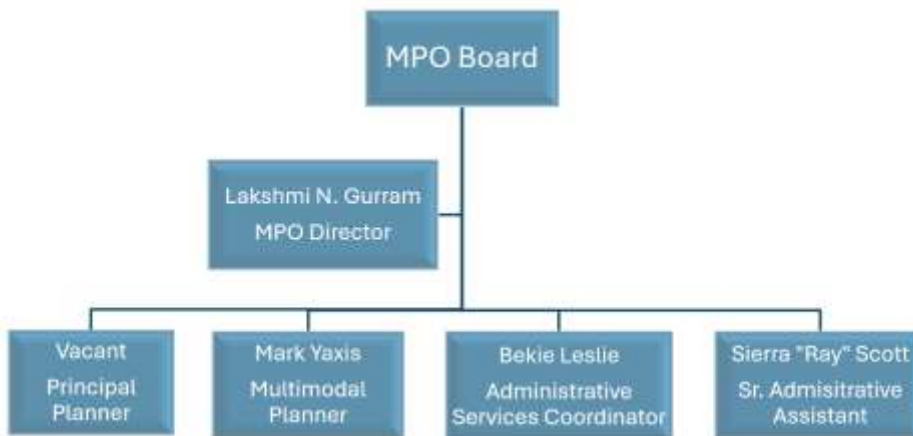 MPO Board
Lakshmi N. Gurram
MPO Director
Vacant
Principal
Planner
Mark Yaxis
Multimodal
Planner
Bekie Leslie
Administrative
Services Coordinator
Sierra "Ray" Scott
Sr. Admisitrative
Assistant